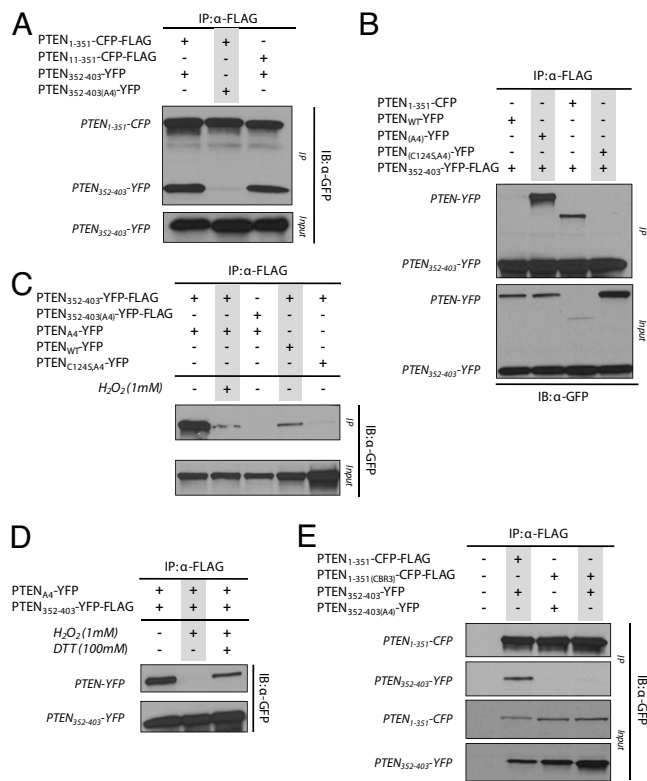 A
IP:α-FLAG
PTEN1-351-CFP-FLAG + + -
PTEN11-351-CFP-FLAG - - +
PTEN352-403-YFP + - +
PTEN352-403(A4)-YFP - + -
PTEN1-351-CFP
PTEN352-403-YFP
IP
PTEN352-403-YFP
Input
IB:α-GFP
B
IP:α-FLAG
PTEN1-351-CFP - - + -
PTENWT-YFP + - - -
PTEN(A4)-YFP - + - -
PTEN(C124S,A4)-YFP - - - +
PTEN352-403-YFP-FLAG + + + +
PTEN-YFP
PTEN352-403-YFP
IP
PTEN-YFP
PTEN352-403-YFP
Input
IB:α-GFP
C
IP:α-FLAG
PTEN352-403-YFP-FLAG + + - + +
PTEN352-403(A4)-YFP-FLAG - - + - -
PTENA4-YFP + + + - -
PTENWT-YFP - - - + -
PTENC124S,A4-YFP - - - - +
H2O2 (1mM) - + - - -
IP
Input
IB:α-GFP
D
IP:α-FLAG
PTENA4-YFP + + +
PTEN352-403-YFP-FLAG + + +
H2O2 (1mM) - + +
DTT (100mM) - - +
PTEN-YFP
PTEN352-403-YFP
IB:α-GFP
E
IP:α-FLAG
PTEN1-351-CFP-FLAG - + - -
PTEN1-351(CBR3)-CFP-FLAG - - + +
PTEN352-403-YFP - + - +
PTEN352-403(A4)-YFP - - + -
PTEN1-351-CFP
PTEN352-403-YFP
IP
PTEN1-351-CFP
PTEN352-403-YFP
Input
IB:α-GFP